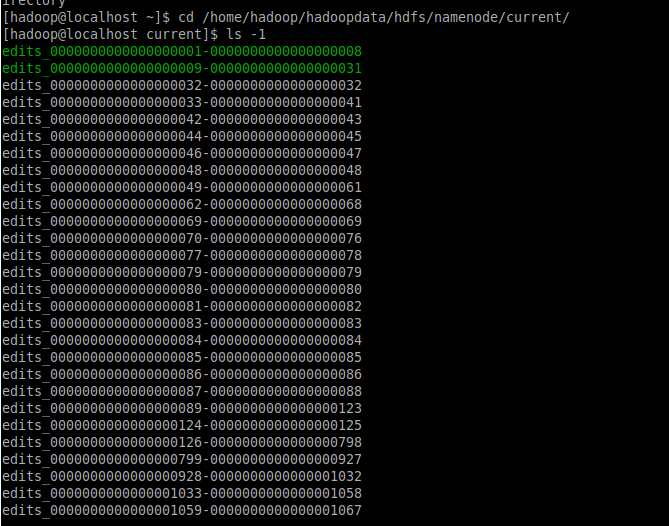 irectory
[hadoop@localhost ~]$ cd /home/hadoop/hadoopdata/hdfs/namenode/current/
[hadoop@localhost current]$ ls -1
edits_0000000000000000001-0000000000000000008
edits_0000000000000000009-0000000000000000031
edits_0000000000000000032-0000000000000000032
edits_0000000000000000033-0000000000000000041
edits_0000000000000000042-0000000000000000043
edits_0000000000000000044-0000000000000000045
edits_0000000000000000046-0000000000000000047
edits_0000000000000000048-0000000000000000048
edits_0000000000000000049-0000000000000000061
edits_0000000000000000062-0000000000000000068
edits_0000000000000000069-0000000000000000069
edits_0000000000000000070-0000000000000000076
edits_0000000000000000077-0000000000000000078
edits_0000000000000000079-0000000000000000079
edits_0000000000000000080-0000000000000000080
edits_0000000000000000081-0000000000000000082
edits_0000000000000000083-0000000000000000083
edits_0000000000000000084-0000000000000000084
edits_0000000000000000085-0000000000000000085
edits_0000000000000000086-0000000000000000086
edits_0000000000000000087-0000000000000000088
edits_0000000000000000089-0000000000000000123
edits_0000000000000000124-0000000000000000125
edits_0000000000000000126-0000000000000000798
edits_0000000000000000799-0000000000000000927
edits_0000000000000000928-0000000000000001032
edits_0000000000000001033-0000000000000001058
edits_0000000000000001059-0000000000000001067